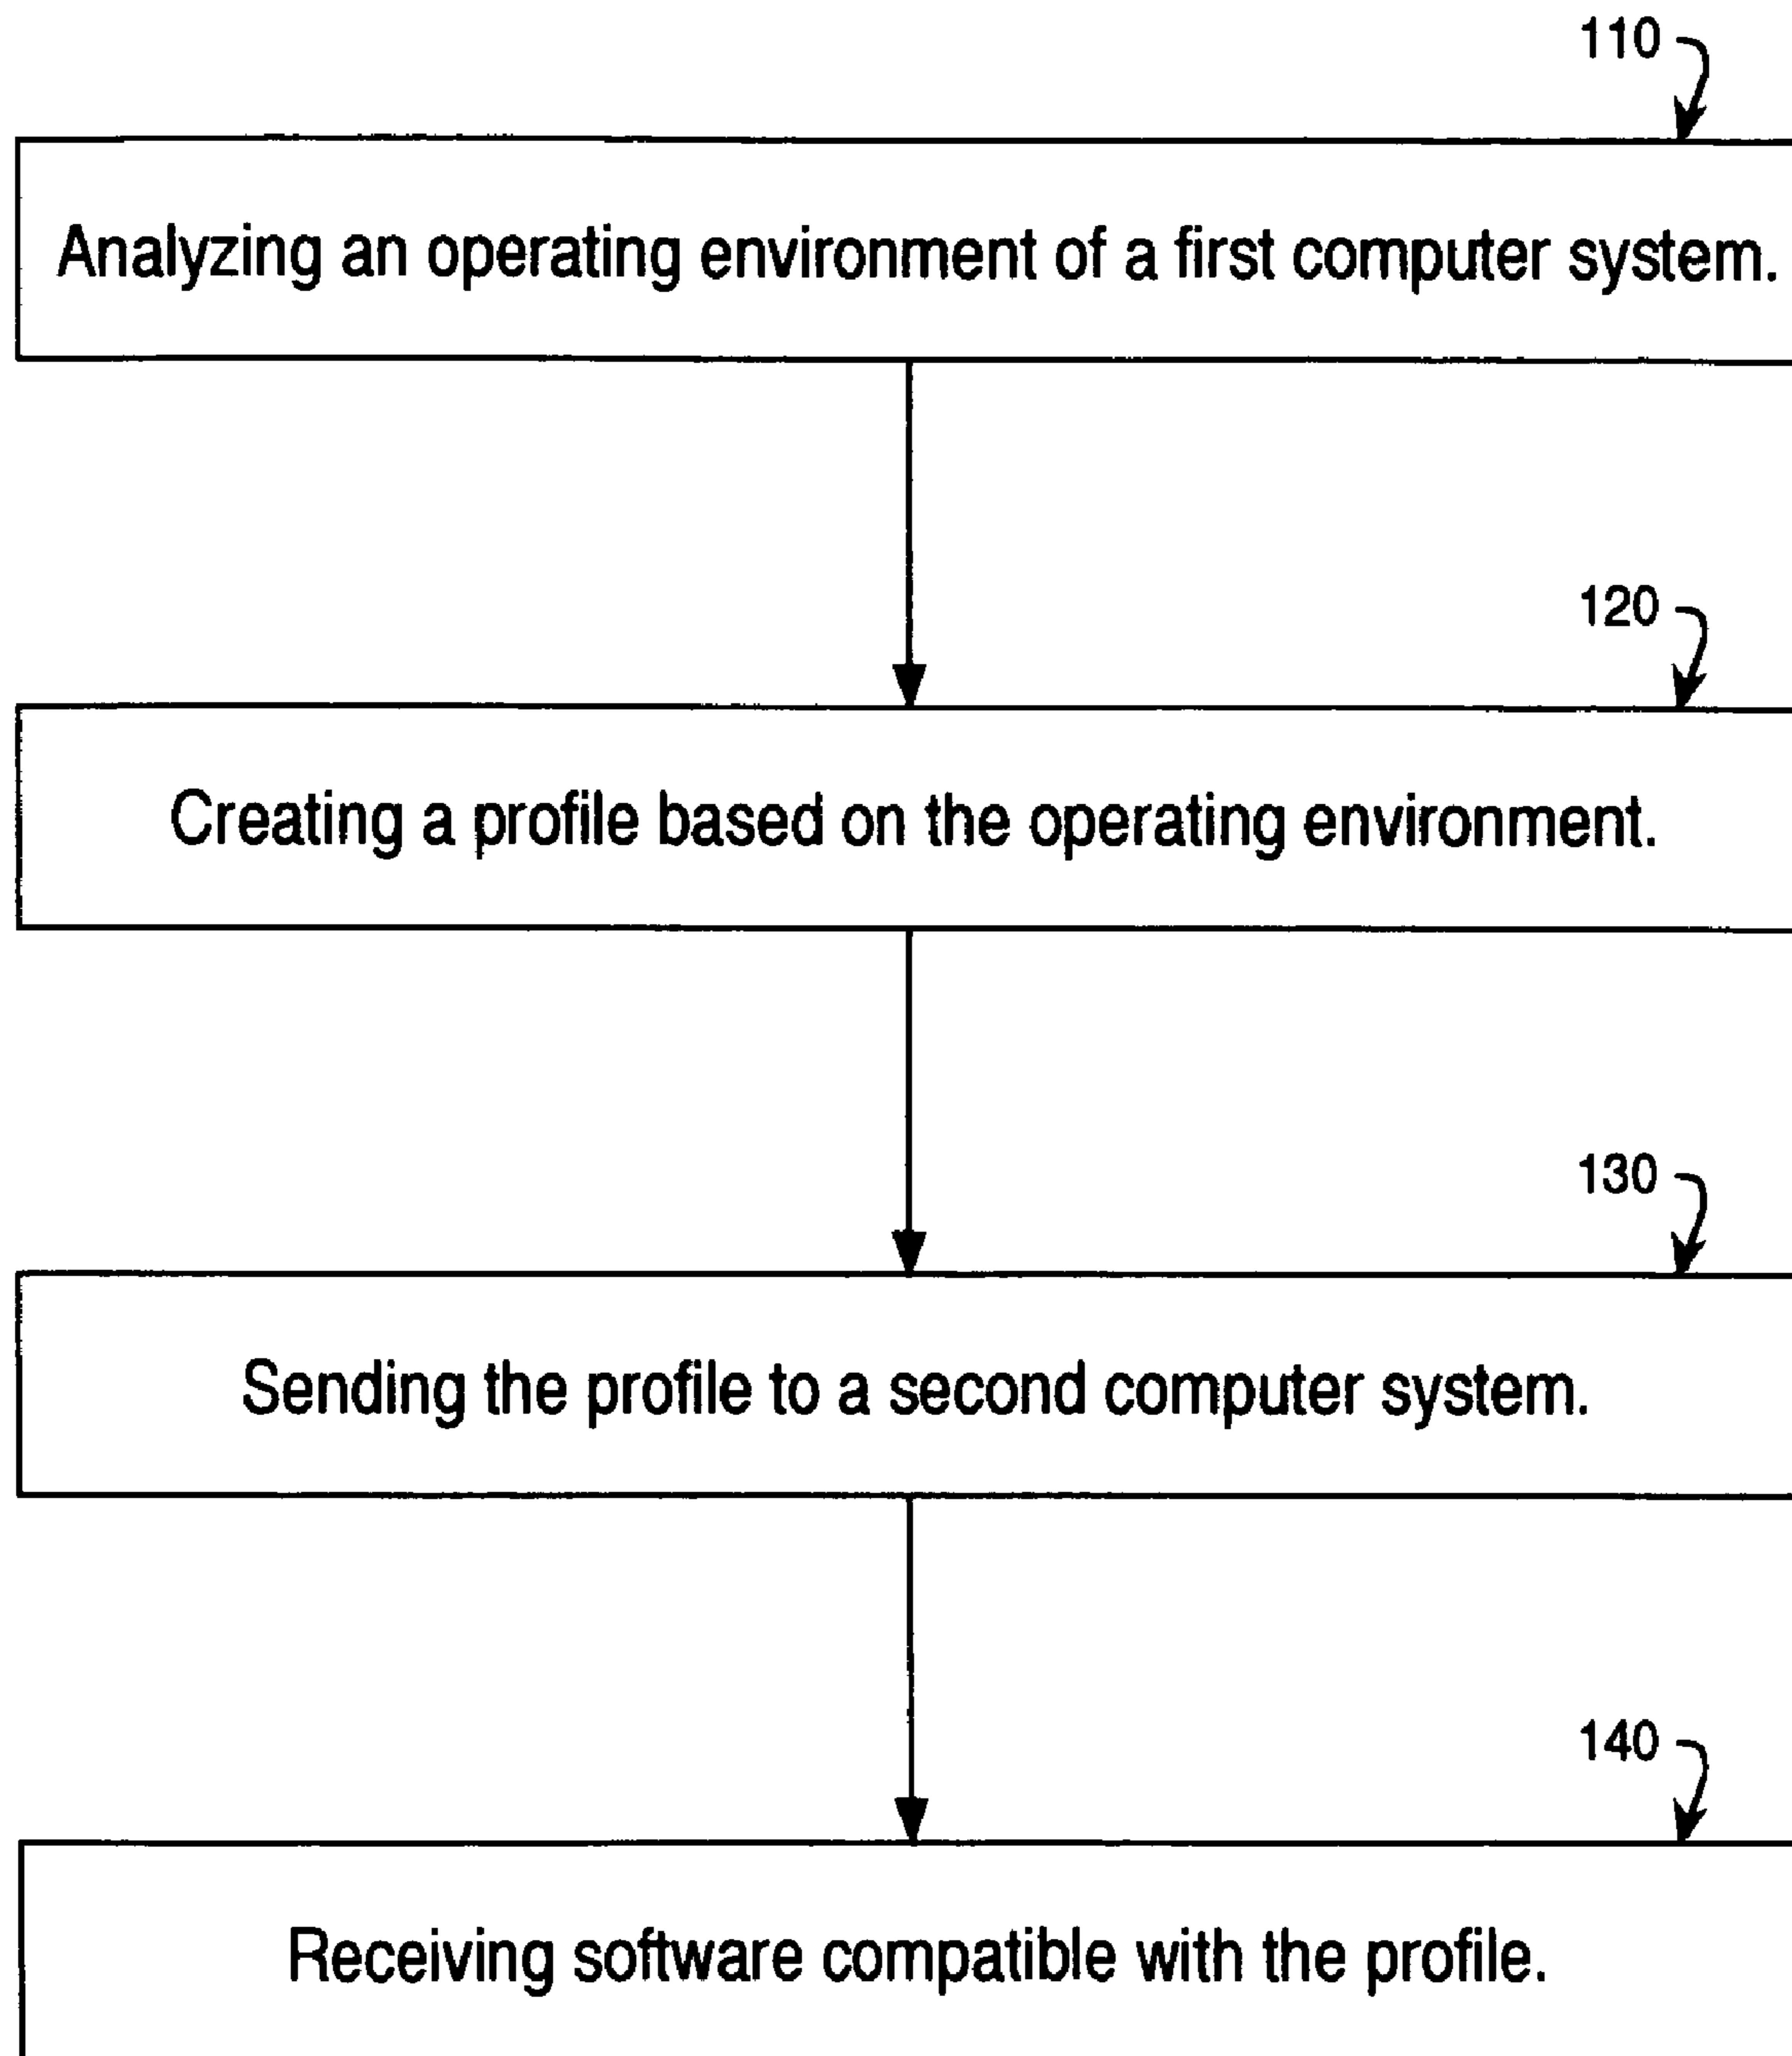 110
Analyzing an operating environment of a first computer system.
120
Creating a profile based on the operating environment.
130
Sending the profile to a second computer system.
140
Receiving software compatible with the profile.